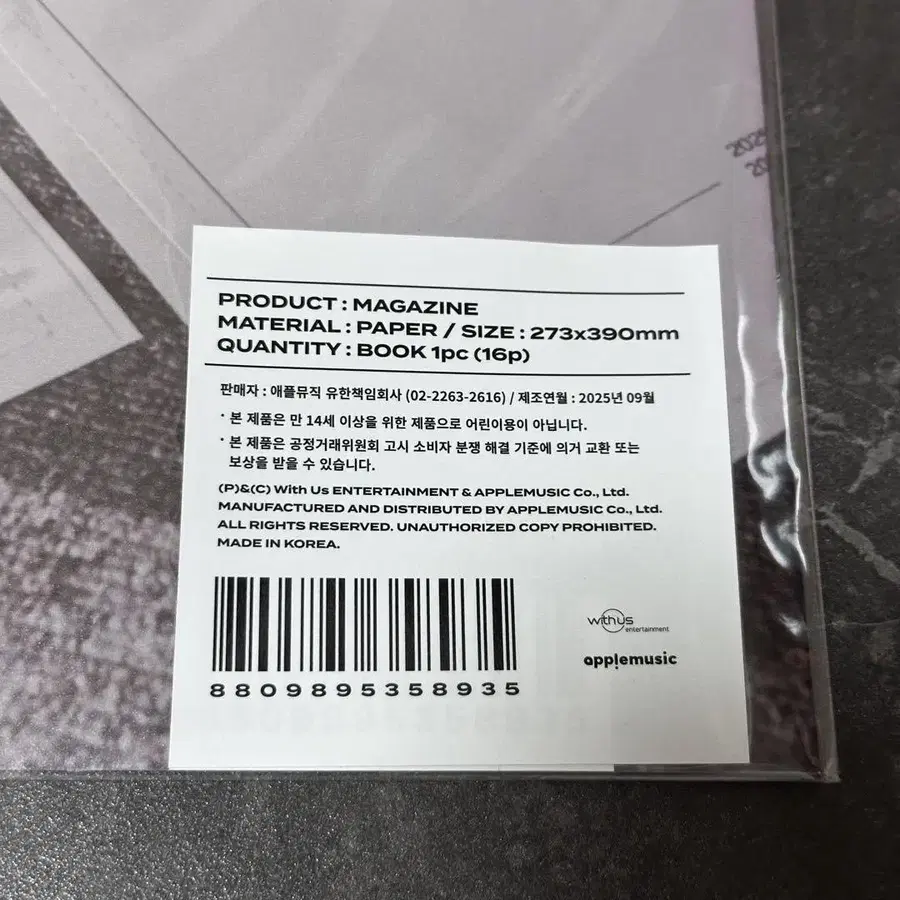 PRODUCT : MAGAZINE
MATERIAL : PAPER / SIZE : 273x390mm
QUANTITY : BOOK 1pc (16p)
판매자 : 애플뮤직 유한책임회사 (02-2263-2616) / 제조연월 : 2025년 09월
· 본 제품은 만 14세 이상을 위한 제품으로 어린이용이 아닙니다.
· 본 제품은 공정거래위원회 고시 소비자 분쟁 해결 기준에 의거 교환 또는
보상을 받을 수 있습니다.
(P)&(C) With Us ENTERTAINMENT & APPLEMUSIC Co., Ltd.
MANUFACTURED AND DISTRIBUTED BY APPLEMUSIC Co., Ltd.
ALL RIGHTS RESERVED. UNAUTHORIZED COPY PROHIBITED.
MADE IN KOREA.
withus
entertainment
applemusic
8809895358935